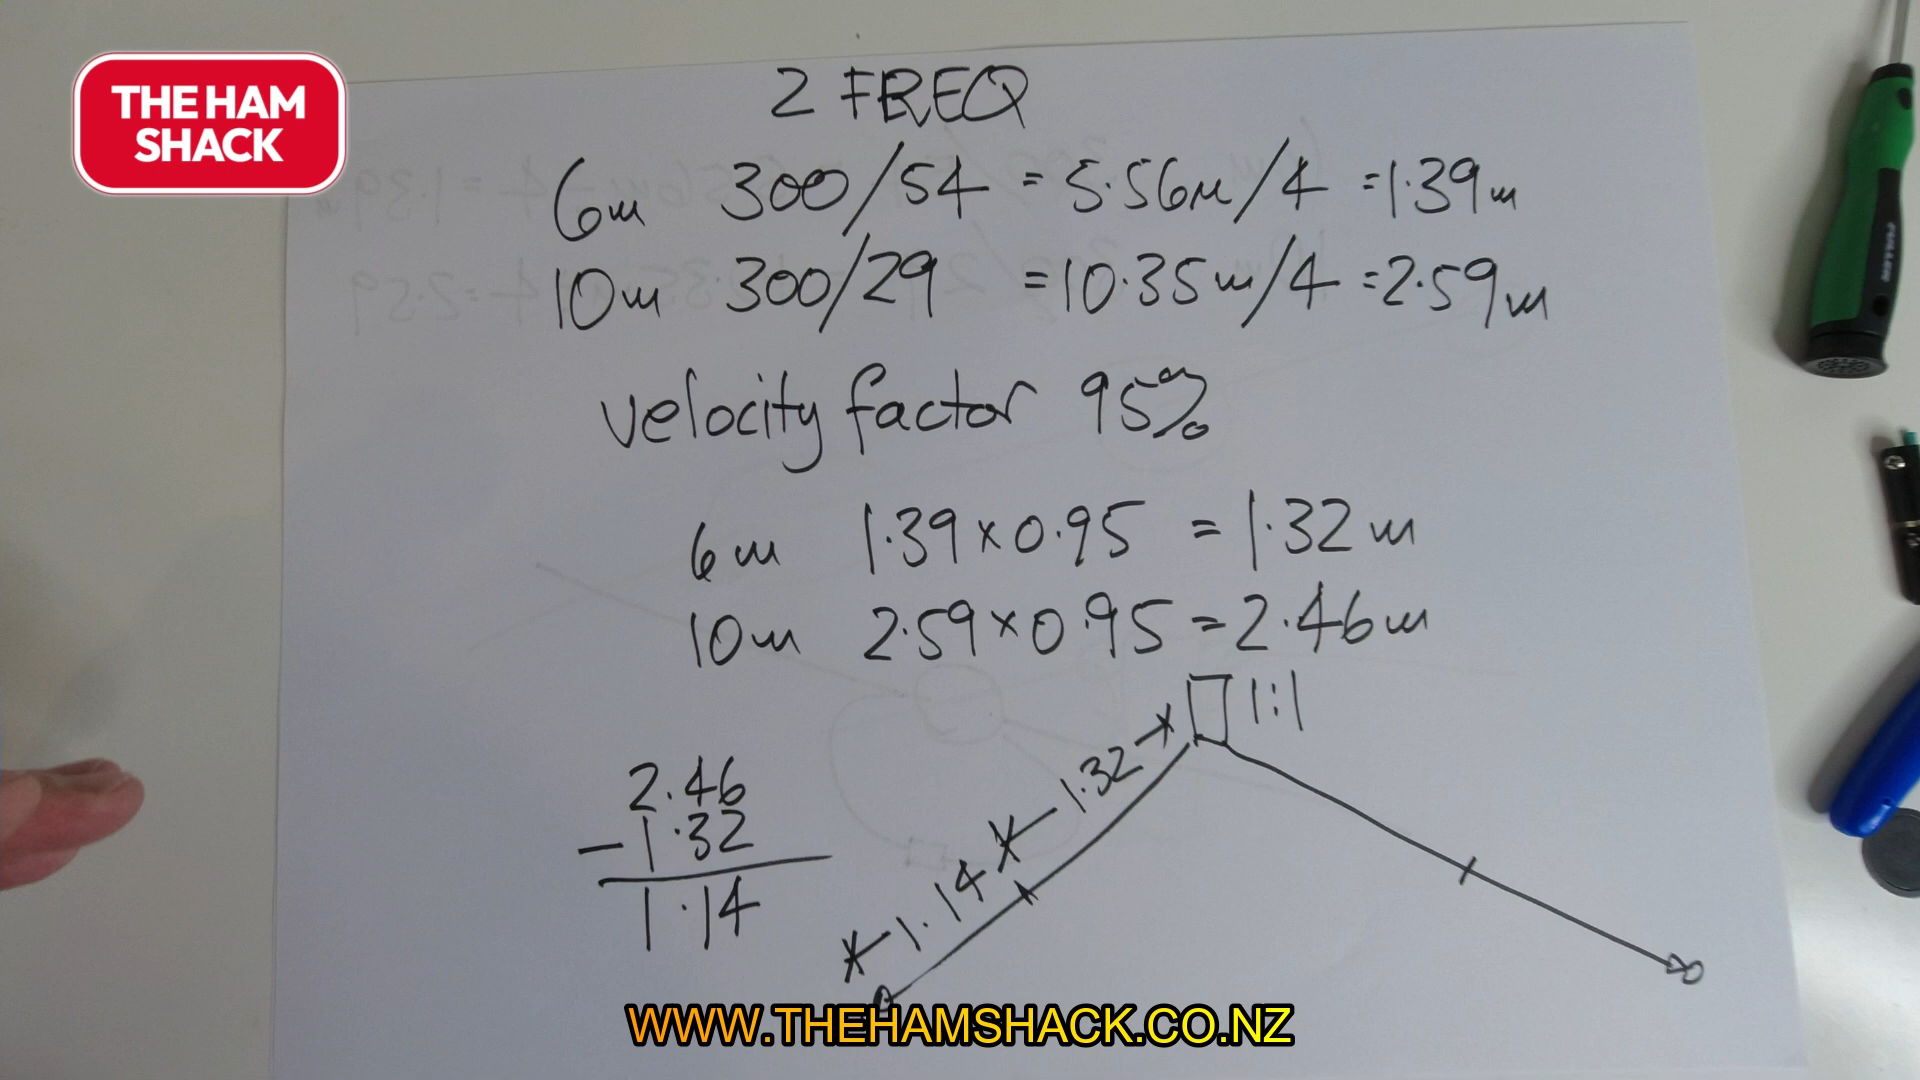 THE HAM
SHACK
2 FREQ
6m 300/54 = 5.56m/4 = 1.39m
10m 300/29 = 10.35m/4 = 2.59m
velocity factor 95%
6m 1.39 x 0.95 = 1.32m
10m 2.59 x 0.95 = 2.46m
1:1
1.32
1.14
2.46
- 1.32
1.14
WWW.THEHAMSHACK.CO.NZ